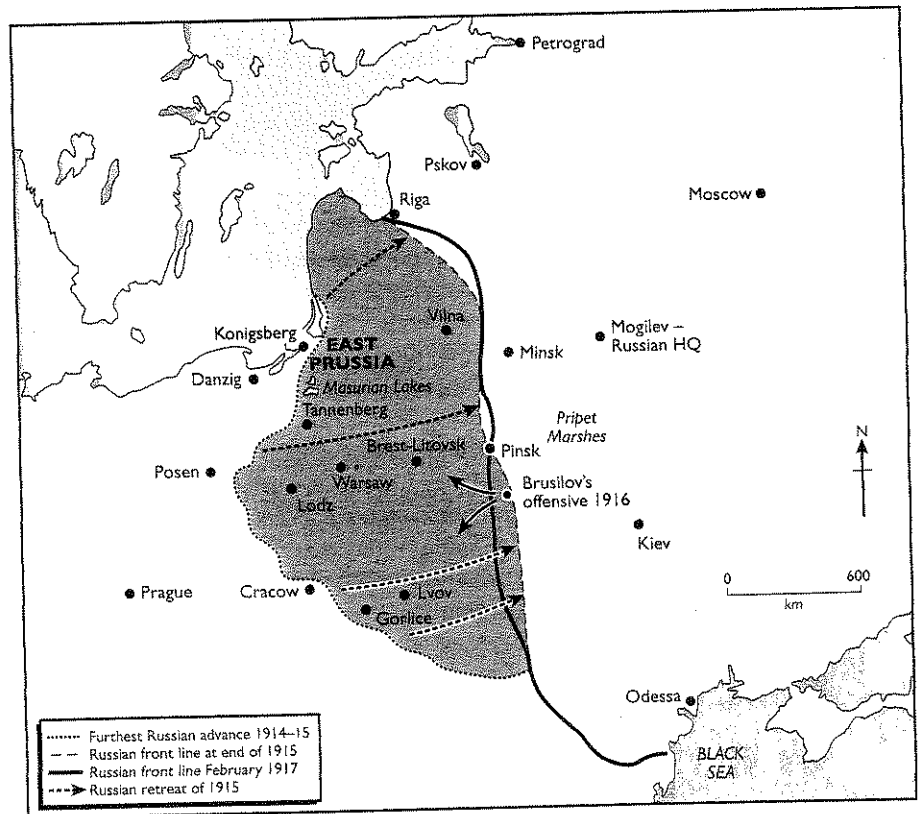 Petrograd
Pskov
Riga
Moscow
Vilna
Konigsberg
EAST
PRUSSIA
Mogilev –
Russian HQ
Minsk
Danzig
Masurian Lakes
Tannenberg
Pripet
Marshes
N
Brest-Litovsk
Pinsk
Posen
Warsaw
Lodz
Brusilov's
offensive 1916
Kiev
0 600
km
Prague
Cracow
Lvov
Gorlice
Odessa
BLACK
SEA
Furthest Russian advance 1914–15
Russian front line at end of 1915
Russian front line February 1917
Russian retreat of 1915